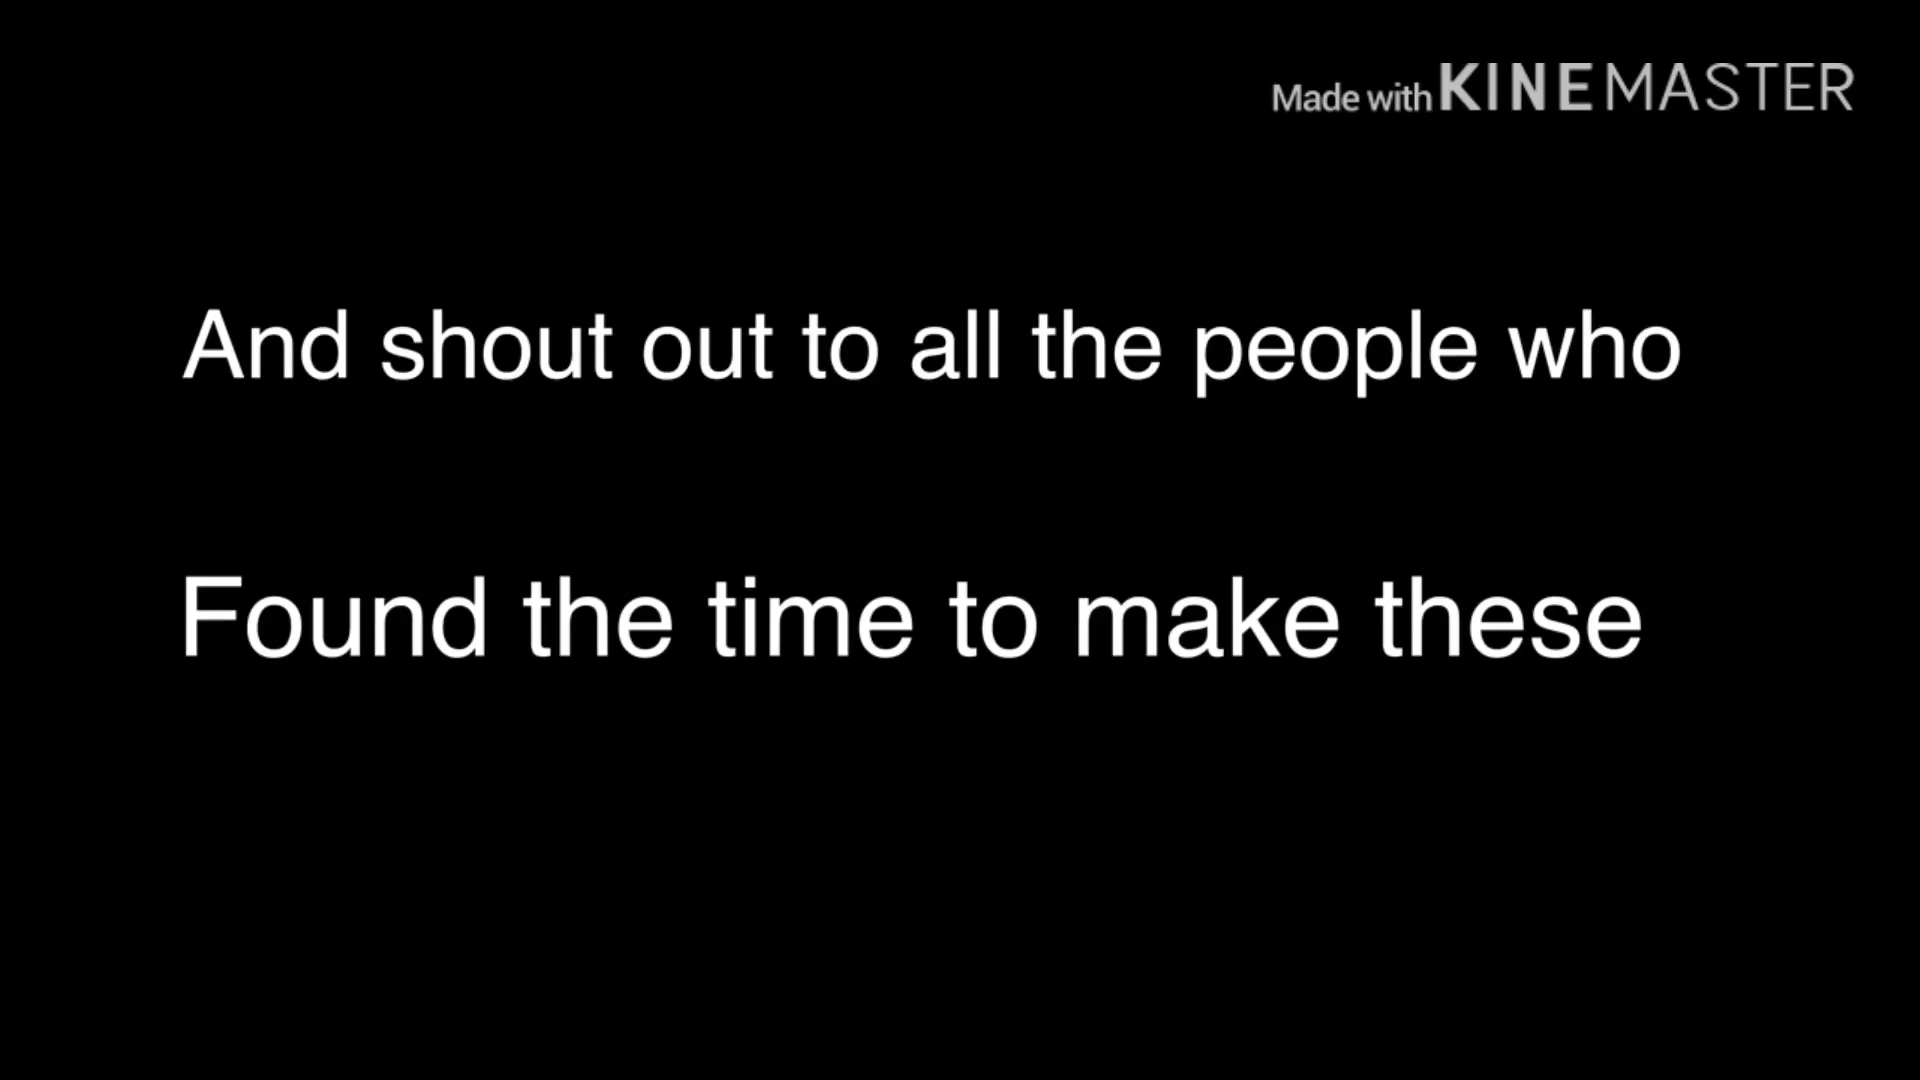 Made with KINEMASTER
And shout out to all the people who
Found the time to make these